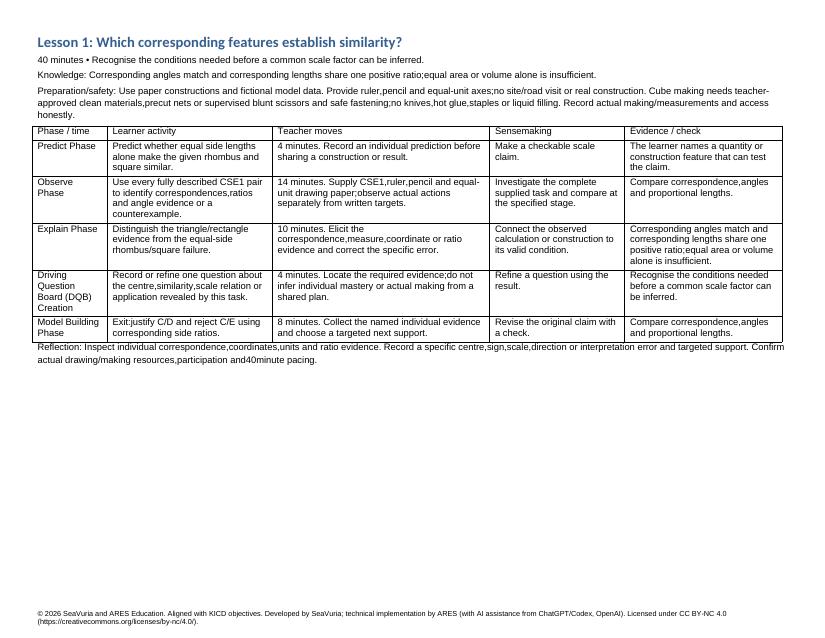 Lesson 1: Which corresponding features establish similarity?
40 minutes • Recognise the conditions needed before a common scale factor can be inferred.
Knowledge: Corresponding angles match and corresponding lengths share one positive ratio;equal area or volume alone is insufficient.
Preparation/safety: Use paper constructions and fictional model data. Provide ruler,pencil and equal-unit axes;no site/road visit or real construction. Cube making needs teacher-
approved clean materials,precut nets or supervised blunt scissors and safe fastening;no knives,hot glue,staples or liquid filling. Record actual making/measurements and access
honestly.
Phase / time
Learner activity
Teacher moves
Sensemaking
Evidence / check
Predict Phase
Predict whether equal side lengths
alone make the given rhombus and
square similar.
4 minutes. Record an individual prediction before
sharing a construction or result.
Make a checkable scale
claim.
The learner names a quantity or
construction feature that can test
the claim.
Observe
Phase
Use every fully described CSE1 pair
to identify correspondences,ratios
and angle evidence or a
counterexample.
14 minutes. Supply CSE1,ruler,pencil and equal-
unit drawing paper;observe actual actions
separately from written targets.
Investigate the complete
supplied task and compare at
the specified stage.
Compare correspondence,angles
and proportional lengths.
Explain Phase
Distinguish the triangle/rectangle
evidence from the equal-side
rhombus/square failure.
10 minutes. Elicit the
correspondence,measure,coordinate or ratio
evidence and correct the specific error.
Connect the observed
calculation or construction to
its valid condition.
Corresponding angles match and
corresponding lengths share one
positive ratio;equal area or volume
alone is insufficient.
Driving
Question
Board (DQB)
Creation
Record or refine one question about
the centre,similarity,scale relation or
application revealed by this task.
4 minutes. Locate the required evidence;do not
infer individual mastery or actual making from a
shared plan.
Refine a question using the
result.
Recognise the conditions needed
before a common scale factor can
be inferred.
Model Building
Phase
Exit:justify C/D and reject C/E using
corresponding side ratios.
8 minutes. Collect the named individual evidence
and choose a targeted next support.
Revise the original claim with
a check.
Compare correspondence,angles
and proportional lengths.
Reflection: Inspect individual correspondence,coordinates,units and ratio evidence. Record a specific centre,sign,scale,direction or interpretation error and targeted support. Confirm
actual drawing/making resources,participation and40minute pacing.
© 2026 SeaVuria and ARES Education. Aligned with KICD objectives. Developed by SeaVuria; technical implementation by ARES (with AI assistance from ChatGPT/Codex, OpenAI). Licensed under CC BY-NC 4.0
(https://creativecommons.org/licenses/by-nc/4.0/).